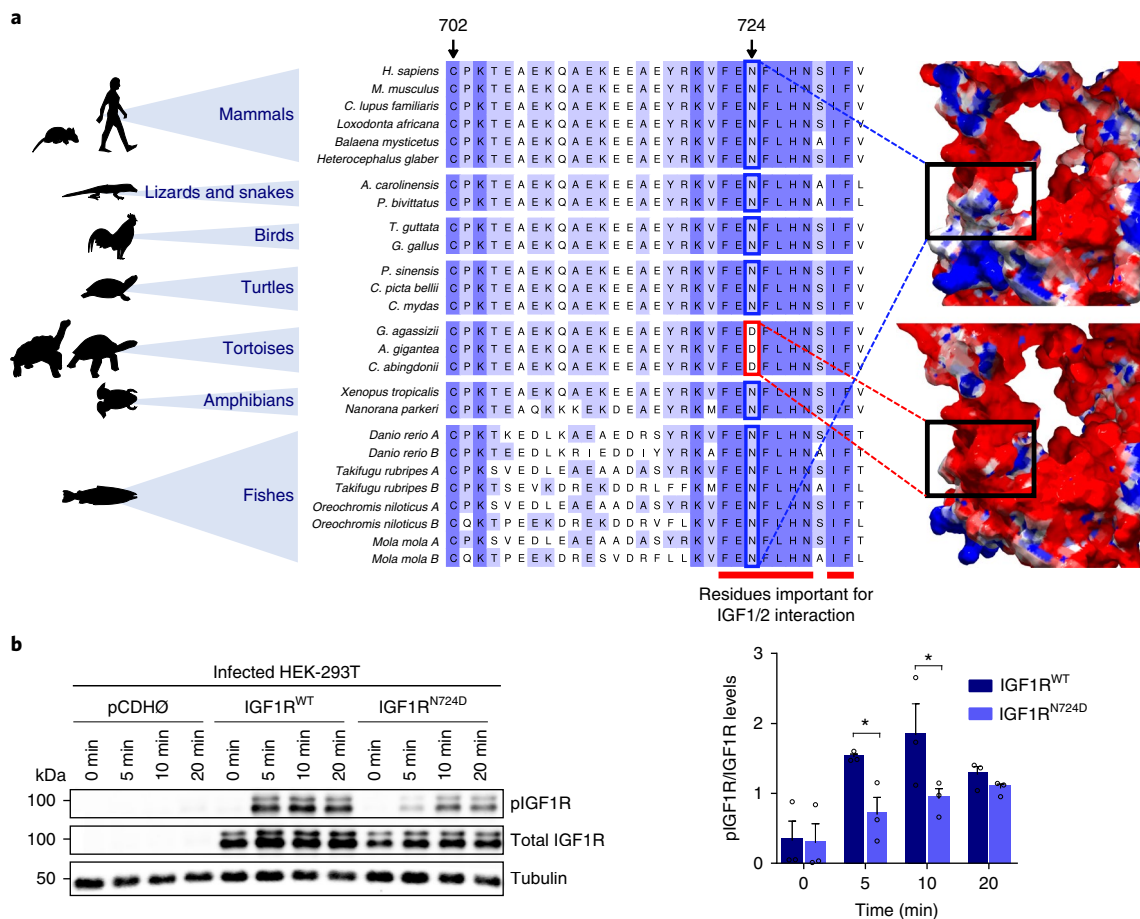 a
702 724
Mammals
H. sapiens C P K T E A E K Q A E K E E A E Y R K V F E N F L H N S I F V
M. musculus C P K T E A E K Q A E K E E A E Y R K V F E N F L H N S I F V
C. lupus familiaris C P K T E A E K Q A E K E E A E Y R K V F E N F L H N S I F V
Loxodonta africana C P K T E A E K Q A E K E E A E Y R K V F E N F L H N S I F V
Balaena mysticetus C P K T E A E K Q A E K E E A E Y R K V F E N F L H N A I F V
Heterocephalus glaber C P K T E A E K Q A E K E E A E Y R K V F E N F L H N S I F V
Lizards and snakes
A. carolinensis C P K T E A E K Q A E K E E A E Y R K V F E N F L H N A I F L
P. bivittatus C P K T E A E K Q A E K E E A E Y R K V F E N F L H N A I F L
Birds
T. guttata C P K T E A E K Q A E K E E A E Y R K V F E N F L H N S I F V
G. gallus C P K T E A E K Q A E K E E A E Y R K V F E N F L H N S I F V
Turtles
P. sinensis C P K T E A E K Q A E K E E A E Y R K V F E N F L H N S I F V
C. picta bellii C P K T E A E K Q A E K E E A E Y R K V F E N F L H N S I F V
C. mydas C P K T E A E K Q A E K E E A E Y R K V F E N F L H N S I F V
Tortoises
G. agassizii C P K T E A E K Q A E K E E A E Y R K V F E D F L H N S I F V
A. gigantea C P K T E A E K Q A E K E E A E Y R K V F E D F L H N S I F V
C. abingdonii C P K T E A E K Q A E K E E A E Y R K V F E D F L H N S I F V
Amphibians
Xenopus tropicalis C P K T E A E K Q A E K E E A E Y R K V F E N F L H N S I F V
Nanorana parkeri C P K T E A Q K K K E K D E A E Y R K M F E N F L H N S I F V
Fishes
Danio rerio A C P K T K E D L K A E A E D R S Y R K V F E N F L H N S I F T
Danio rerio B C P K T E E D L K R I E D D I Y Y R K A F E N F L H N A I F T
Takifugu rubripes A C P K S V E D L E A E A A D A S Y R K V F E N F L H N S I F T
Takifugu rubripes B C P K T S E V K D R E K D D R L F F K M F E N F L H N A I F L
Oreochromis niloticus A C P K S V E D L E A E A A D A S Y R K V F E N F L H N S I F T
Oreochromis niloticus B C Q K T P E E K D R E K D D R V F L K V F E N F L H N S I F L
Mola mola A C P K S V E D L E A E A A D A S Y R K V F E N F L H N S I F T
Mola mola B C Q K T P E E K D R E S V D R F L L K V F E N F L H N S I F L
Residues important for
IGF1/2 interaction
b
Infected HEK-293T
pCDHØ IGF1R^WT IGF1R^N724D
0 min 5 min 10 min 20 min 0 min 5 min 10 min 20 min 0 min 5 min 10 min 20 min
kDa
100 pIGF1R
100 Total IGF1R
50 Tubulin
pIGF1R/IGF1R levels
3
2
1
0
* *
IGF1R^WT
IGF1R^N724D
0 5 10 20
Time (min)